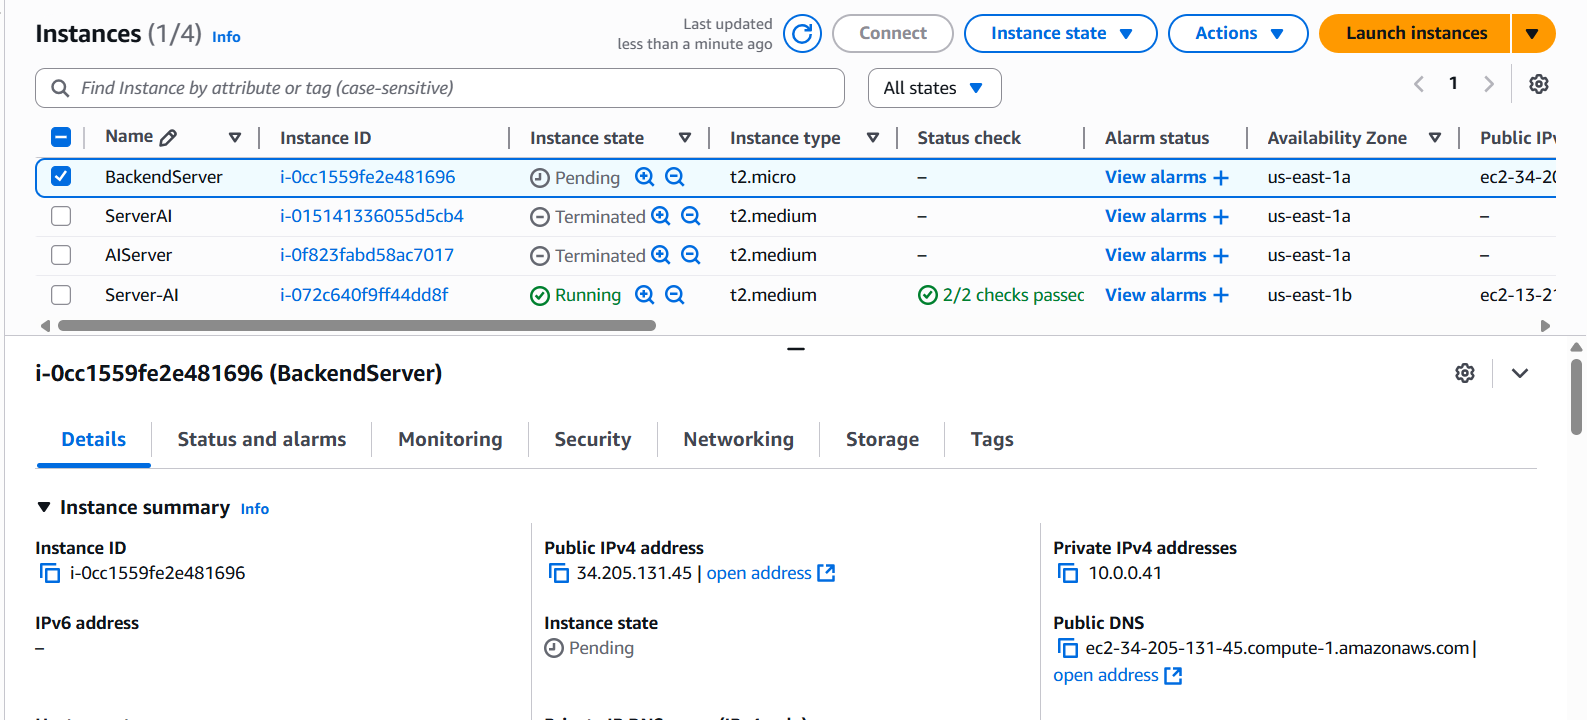 Instances (1/4) Info
Last updated
less than a minute ago
Connect
Instance state
Actions
Launch instances
Find Instance by attribute or tag (case-sensitive)
All states
1
Name Instance ID Instance state Instance type Status check Alarm status Availability Zone Public IPv
BackendServer i-0cc1559fe2e481696 Pending t2.micro – View alarms + us-east-1a ec2-34-20
ServerAI i-015141336055d5cb4 Terminated t2.medium – View alarms + us-east-1a –
AIServer i-0f823fabd58ac7017 Terminated t2.medium – View alarms + us-east-1a –
Server-AI i-072c640f9ff44dd8f Running t2.medium 2/2 checks passed View alarms + us-east-1b ec2-13-21
i-0cc1559fe2e481696 (BackendServer)
Details Status and alarms Monitoring Security Networking Storage Tags
Instance summary Info
Instance ID
i-0cc1559fe2e481696
Public IPv4 address
34.205.131.45 | open address
Private IPv4 addresses
10.0.0.41
IPv6 address
–
Instance state
Pending
Public DNS
ec2-34-205-131-45.compute-1.amazonaws.com |
open address